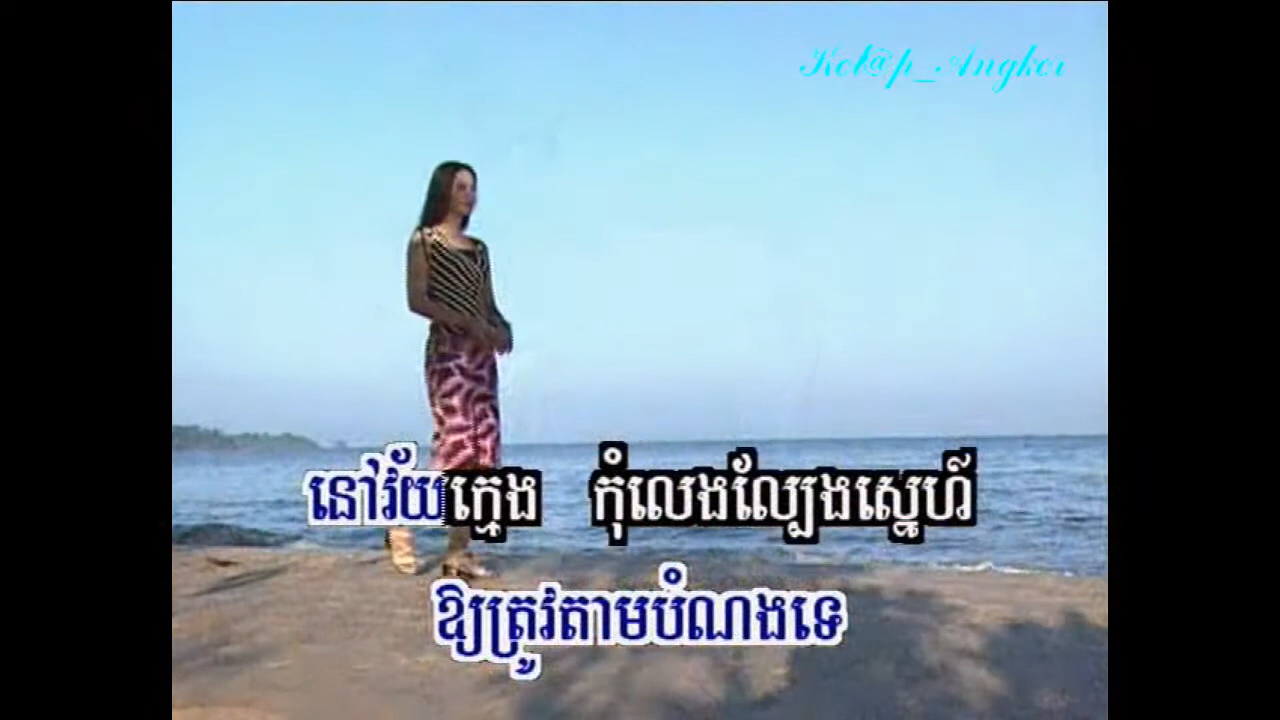 Kol@p_Angkor
នៅវ័យក្មេង កុំលេងល្បែងស្នេហ៍
ឱ្យត្រូវតាមបំណងទេ